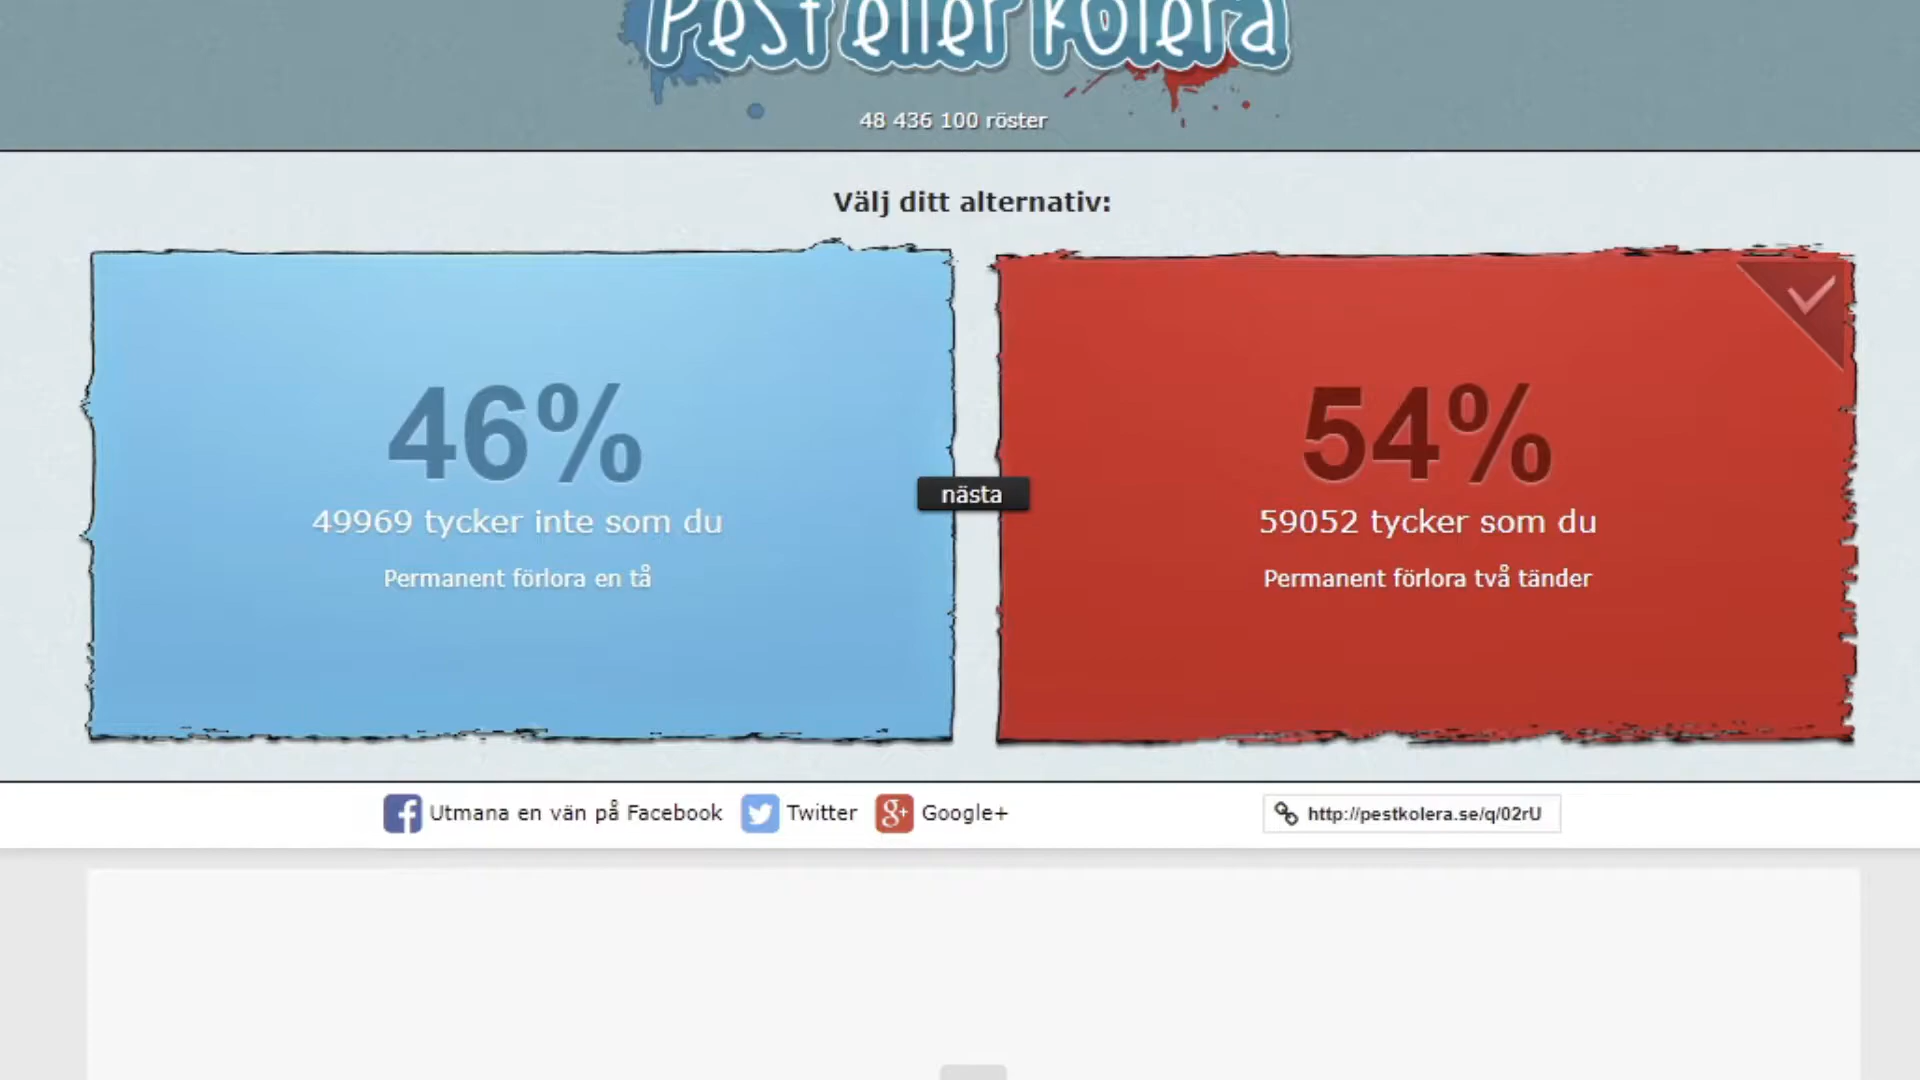 Pest eller Kolera
48 436 100 röster
Välj ditt alternativ:
46%
49969 tycker inte som du
Permanent förlora en tå
nästa
54%
59052 tycker som du
Permanent förlora två tänder
Utmana en vän på Facebook Twitter Google+ http://pestkolera.se/q/02rU